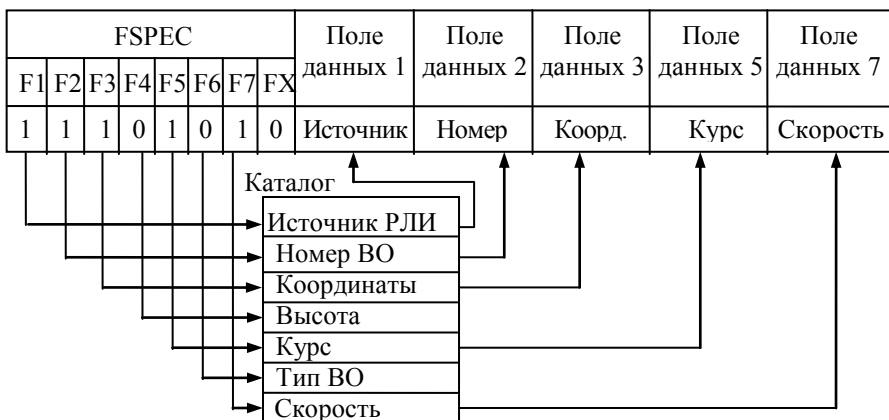 FSPEC
Поле данных 1
Поле данных 2
Поле данных 3
Поле данных 5
Поле данных 7
F1 F2 F3 F4 F5 F6 F7 FX
1 1 1 0 1 0 1 0 Источник Номер Коорд. Курс Скорость
Каталог
Источник РЛИ
Номер ВО
Координаты
Высота
Курс
Тип ВО
Скорость